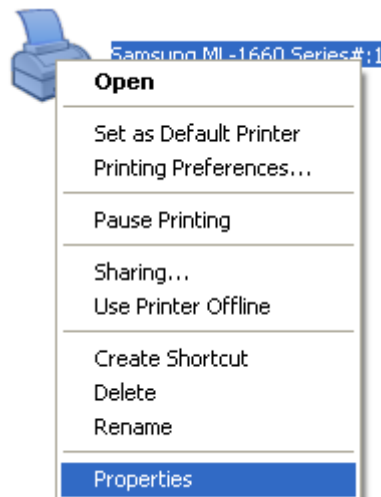 Samsung ML-1660 Series#:1
Open
Set as Default Printer
Printing Preferences...
Pause Printing
Sharing...
Use Printer Offline
Create Shortcut
Delete
Rename
Properties